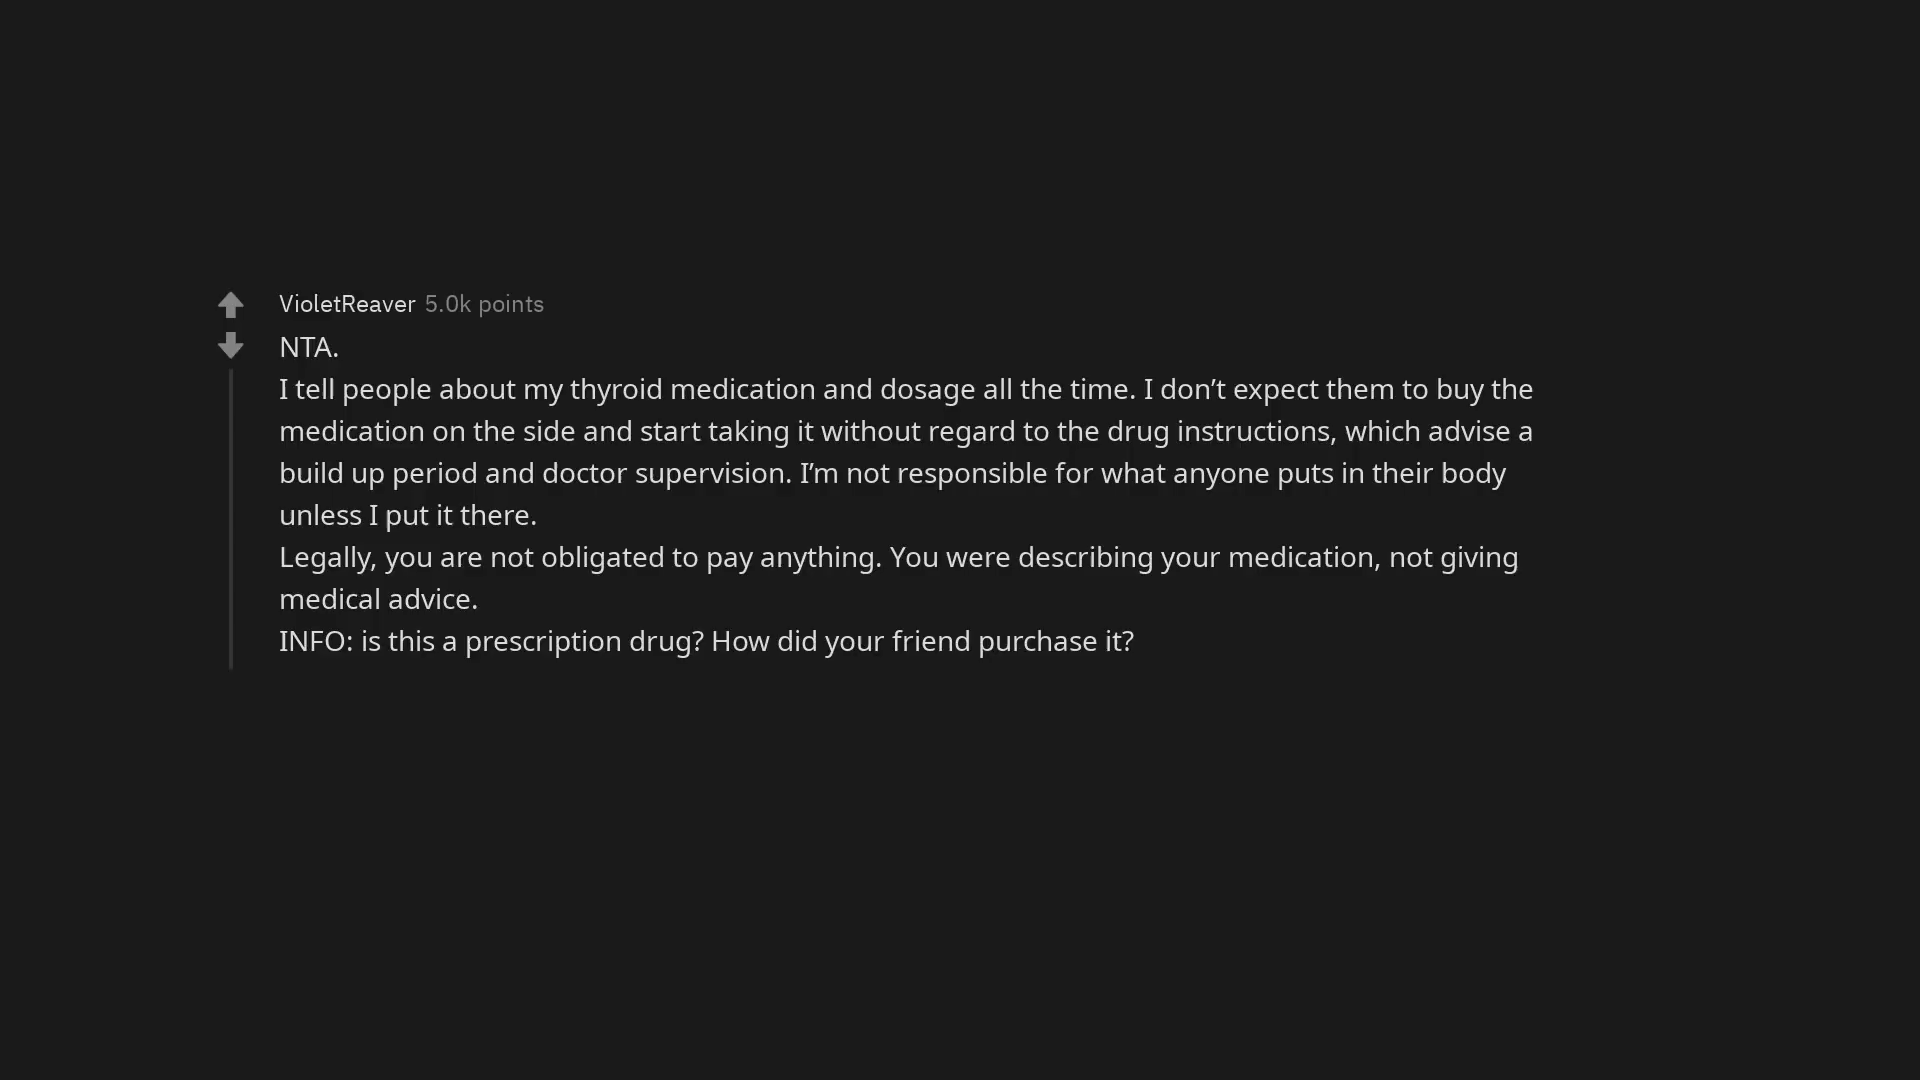 VioletReaver 5.0k points
NTA.
I tell people about my thyroid medication and dosage all the time. I don’t expect them to buy the
medication on the side and start taking it without regard to the drug instructions, which advise a
build up period and doctor supervision. I’m not responsible for what anyone puts in their body
unless I put it there.
Legally, you are not obligated to pay anything. You were describing your medication, not giving
medical advice.
INFO: is this a prescription drug? How did your friend purchase it?